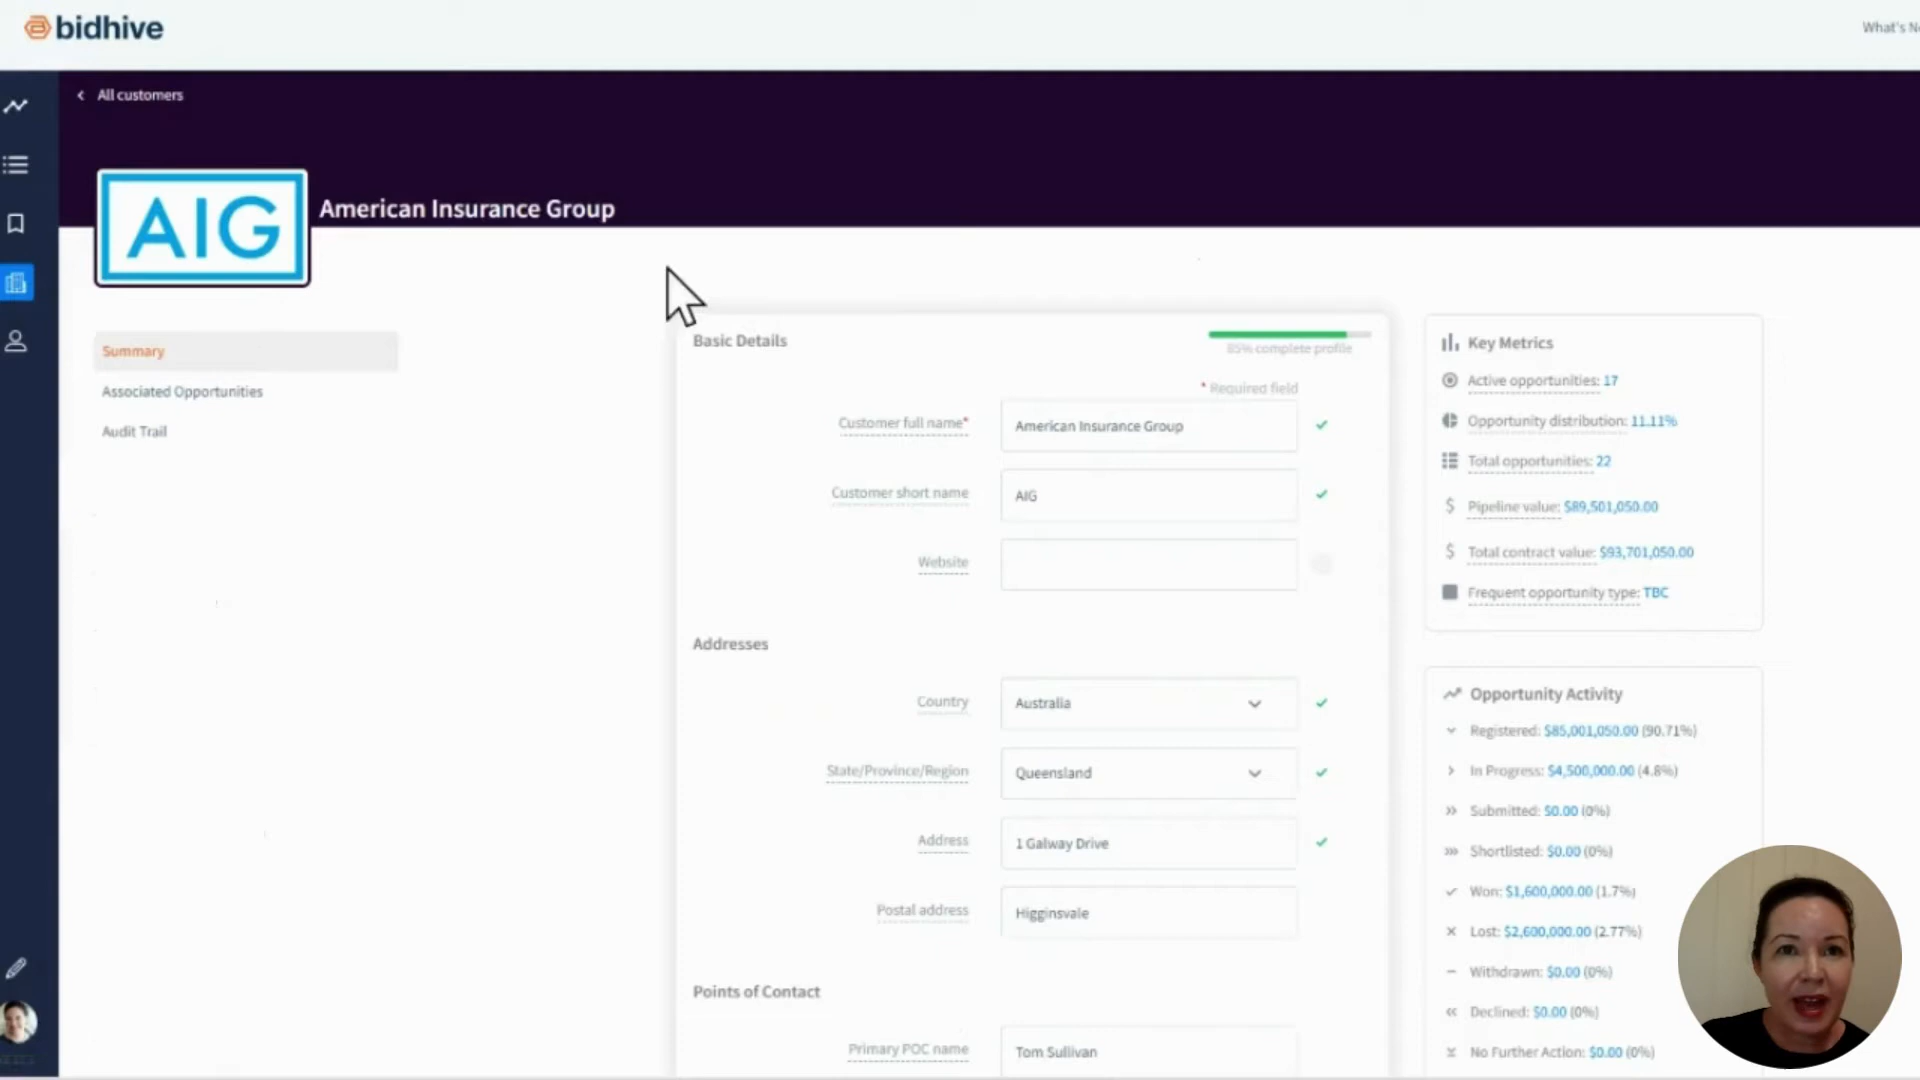 bidhive
What's N
All customers
AIG
American Insurance Group
Summary
Associated Opportunities
Audit Trail
Basic Details
85% complete profile
* Required field
Customer full name*
American Insurance Group
Customer short name
AIG
Website
Addresses
Country
Australia
State/Province/Region
Queensland
Address
1 Galway Drive
Postal address
Higginsvale
Points of Contact
Primary POC name
Tom Sullivan
Key Metrics
Active opportunities: 17
Opportunity distribution: 11.11%
Total opportunities: 22
Pipeline value: $89,501,050.00
Total contract value: $93,701,050.00
Frequent opportunity type: TBC
Opportunity Activity
Registered: $85,001,050.00 (90.71%)
In Progress: $4,500,000.00 (4.8%)
Submitted: $0.00 (0%)
Shortlisted: $0.00 (0%)
Won: $1,600,000.00 (1.7%)
Lost: $2,600,000.00 (2.77%)
Withdrawn: $0.00 (0%)
Declined: $0.00 (0%)
No Further Action: $0.00 (0%)